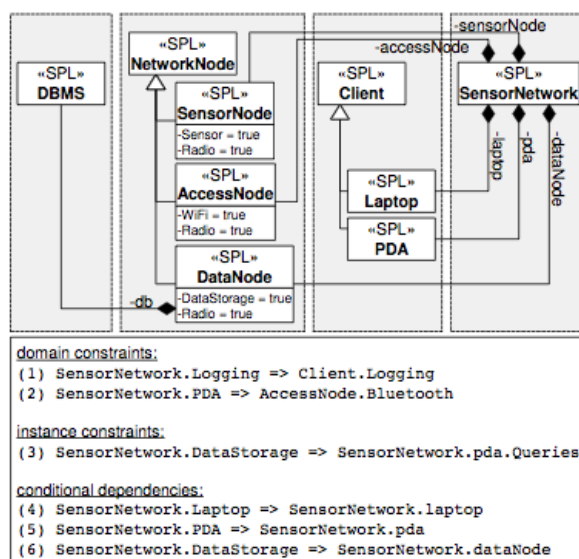 -sensorNode
-accessNode
«SPL»
DBMS
«SPL»
NetworkNode
«SPL»
SensorNode
-Sensor = true
-Radio = true
«SPL»
AccessNode
-WiFi = true
-Radio = true
«SPL»
DataNode
-DataStorage = true
-Radio = true
-db
«SPL»
Client
«SPL»
Laptop
«SPL»
PDA
«SPL»
SensorNetwork
-laptop
-pda
-dataNode
domain constraints:
(1) SensorNetwork.Logging => Client.Logging
(2) SensorNetwork.PDA => AccessNode.Bluetooth
instance constraints:
(3) SensorNetwork.DataStorage => SensorNetwork.pda.Queries
conditional dependencies:
(4) SensorNetwork.Laptop => SensorNetwork.laptop
(5) SensorNetwork.PDA => SensorNetwork.pda
(6) SensorNetwork.DataStorage => SensorNetwork.dataNode